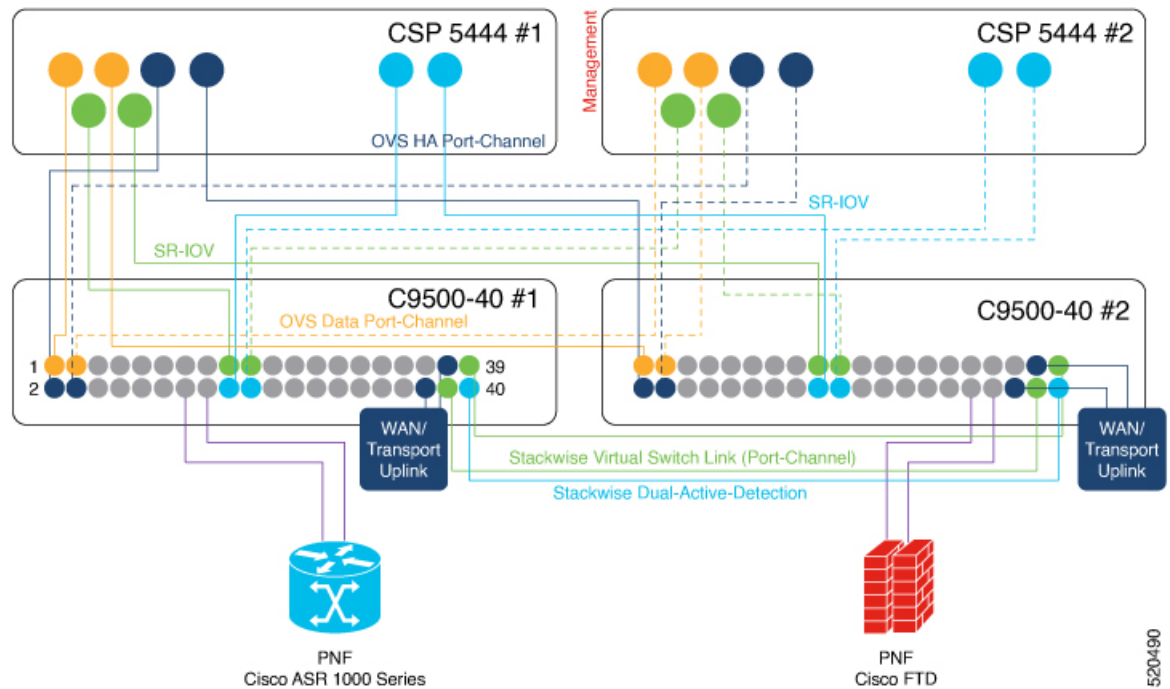 CSP 5444 #1
CSP 5444 #2
Management
OVS HA Port-Channel
SR-IOV
SR-IOV
C9500-40 #1
C9500-40 #2
OVS Data Port-Channel
1
39
2
40
WAN/
Transport
Uplink
WAN/
Transport
Uplink
Stackwise Virtual Switch Link (Port-Channel)
Stackwise Dual-Active-Detection
PNF
Cisco ASR 1000 Series
PNF
Cisco FTD
520490